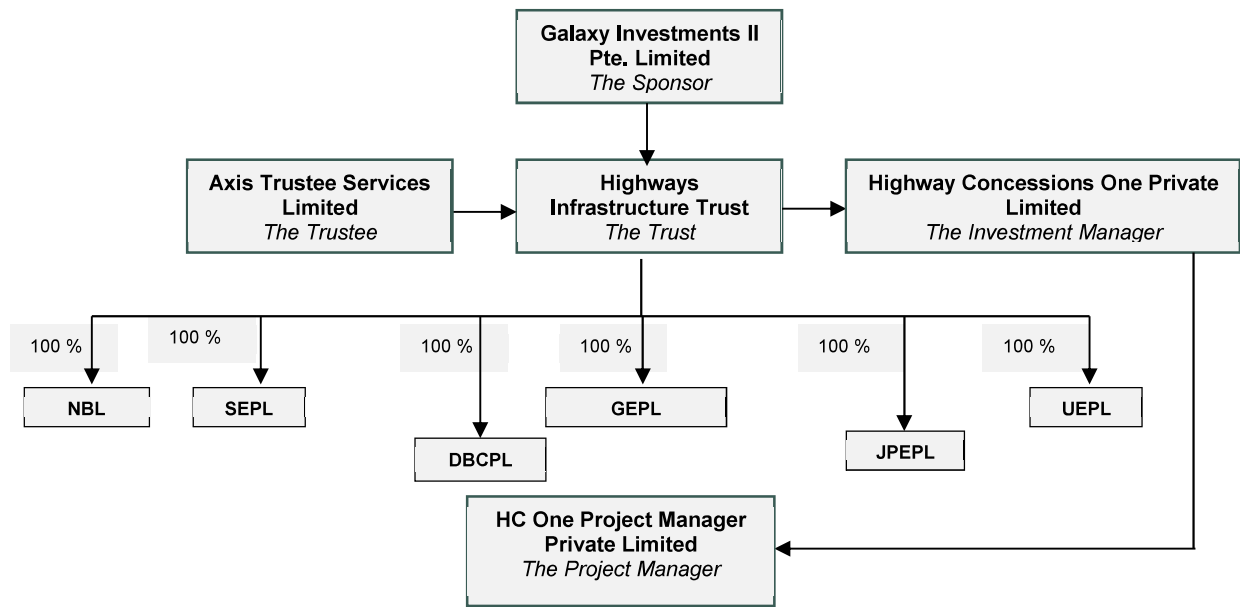 Galaxy Investments II
Pte. Limited
The Sponsor
Axis Trustee Services
Limited
The Trustee
Highways
Infrastructure Trust
The Trust
Highway Concessions One Private
Limited
The Investment Manager
100 %
100 %
100 %
100 %
100 %
100 %
NBL
SEPL
DBCPL
GEPL
JPEPL
UEPL
HC One Project Manager
Private Limited
The Project Manager